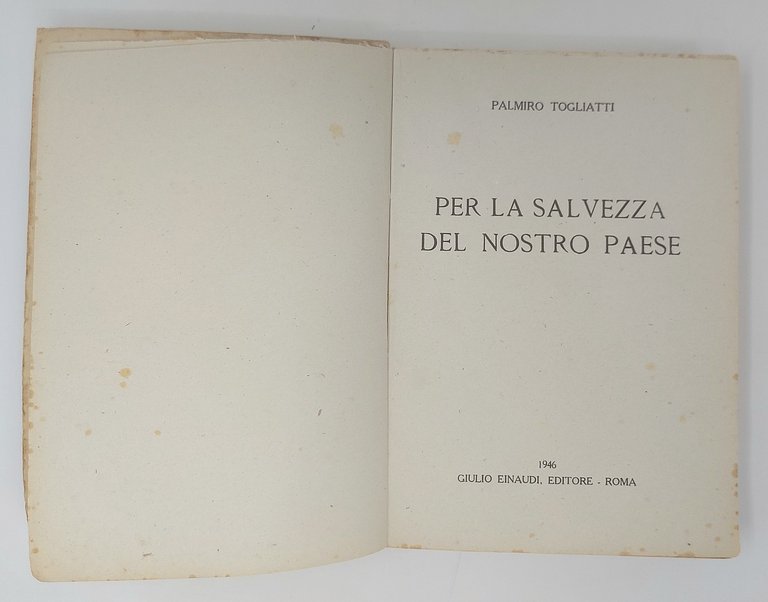 PALMIRO TOGLIATTI
PER LA SALVEZZA
DEL NOSTRO PAESE
1946
GIULIO EINAUDI, EDITORE - ROMA